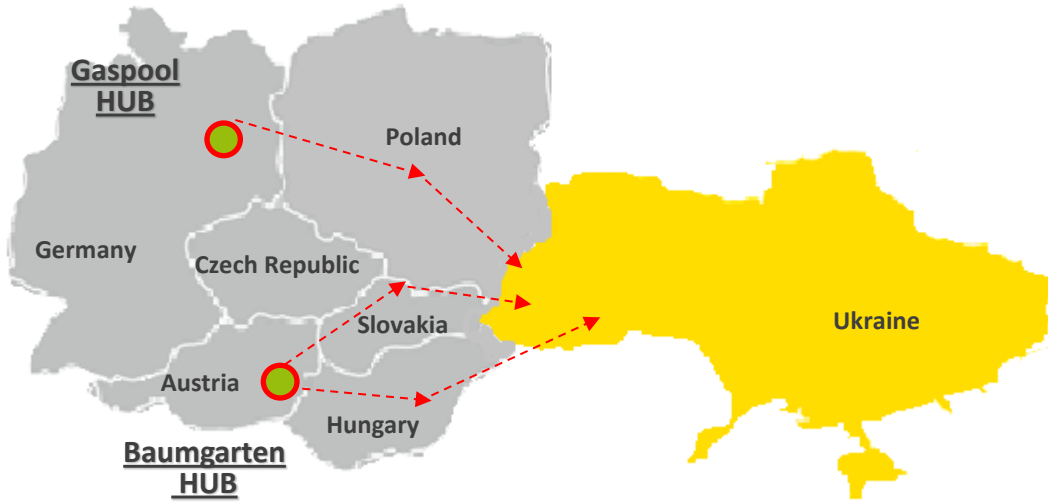 Gaspool
HUB
Poland
Germany
Czech Republic
Slovakia
Ukraine
Austria
Hungary
Baumgarten
HUB